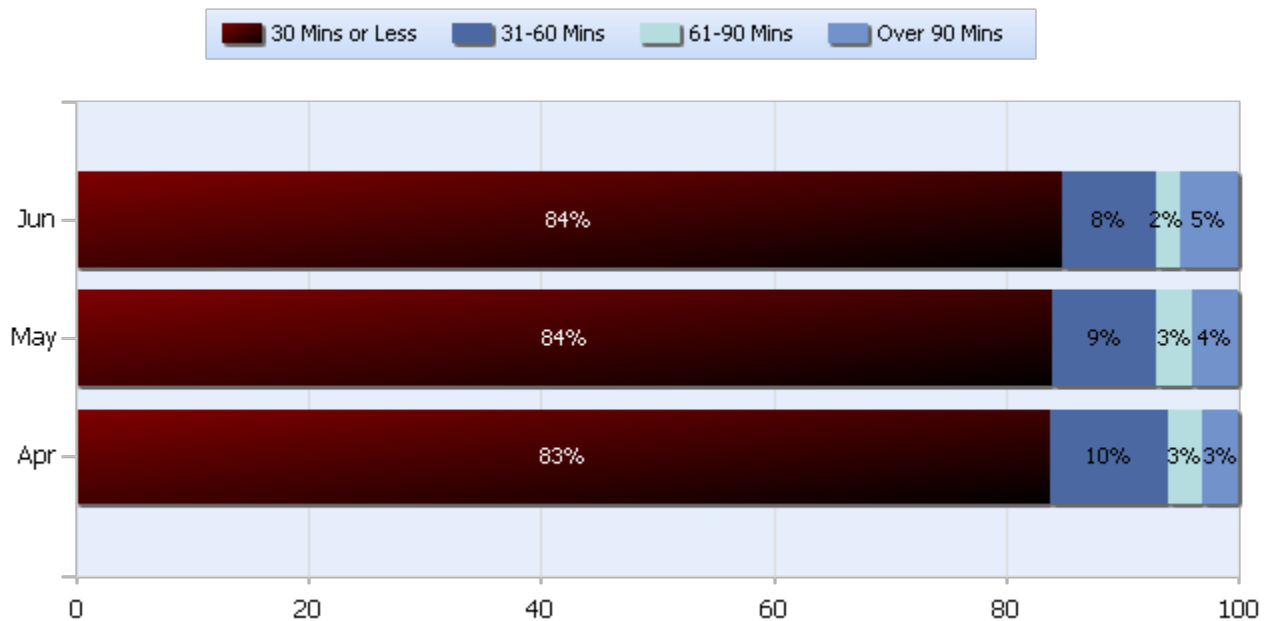 30 Mins or Less 31-60 Mins 61-90 Mins Over 90 Mins
Jun 84% 8% 2% 5%
May 84% 9% 3% 4%
Apr 83% 10% 3% 3%
0 20 40 60 80 100